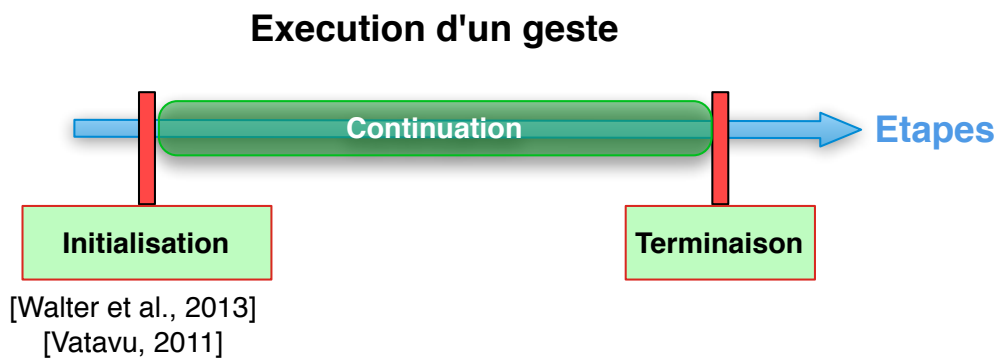 Execution d'un geste
Continuation
Etapes
Initialisation
Terminaison
[Walter et al., 2013]
[Vatavu, 2011]